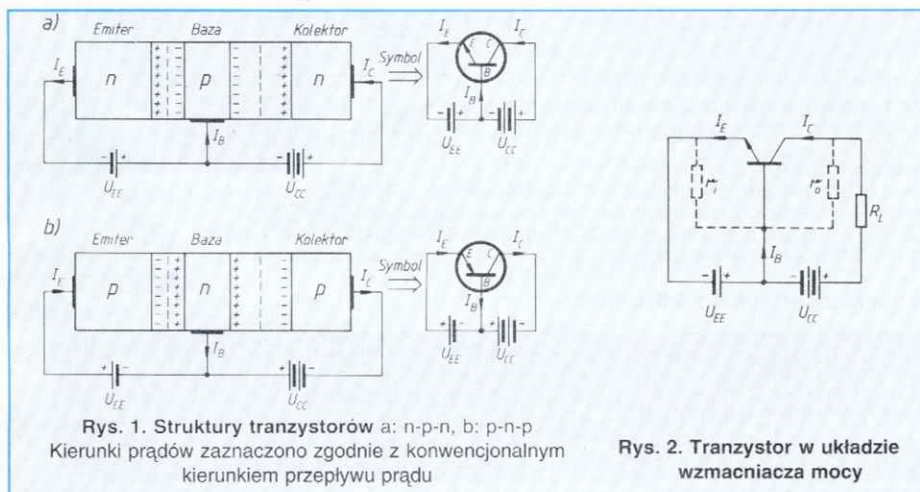 a)
Emiter Baza Kolektor
n p n
I_E I_C
I_B
U_EE U_CC
Symbol
I_E I_C
E C
B
I_B
U_EE U_CC
b)
Emiter Baza Kolektor
p n p
I_E I_C
I_B
U_EE U_CC
Symbol
I_E I_C
E C
B
I_B
U_EE U_CC
Rys. 1. Struktury tranzystorów a: n-p-n, b: p-n-p
Kierunki prądów zaznaczono zgodnie z konwencjonalnym
kierunkiem przepływu prądu
I_E I_C
r_i r_o R_L
I_B
U_EE U_CC
Rys. 2. Tranzystor w układzie
wzmacniacza mocy